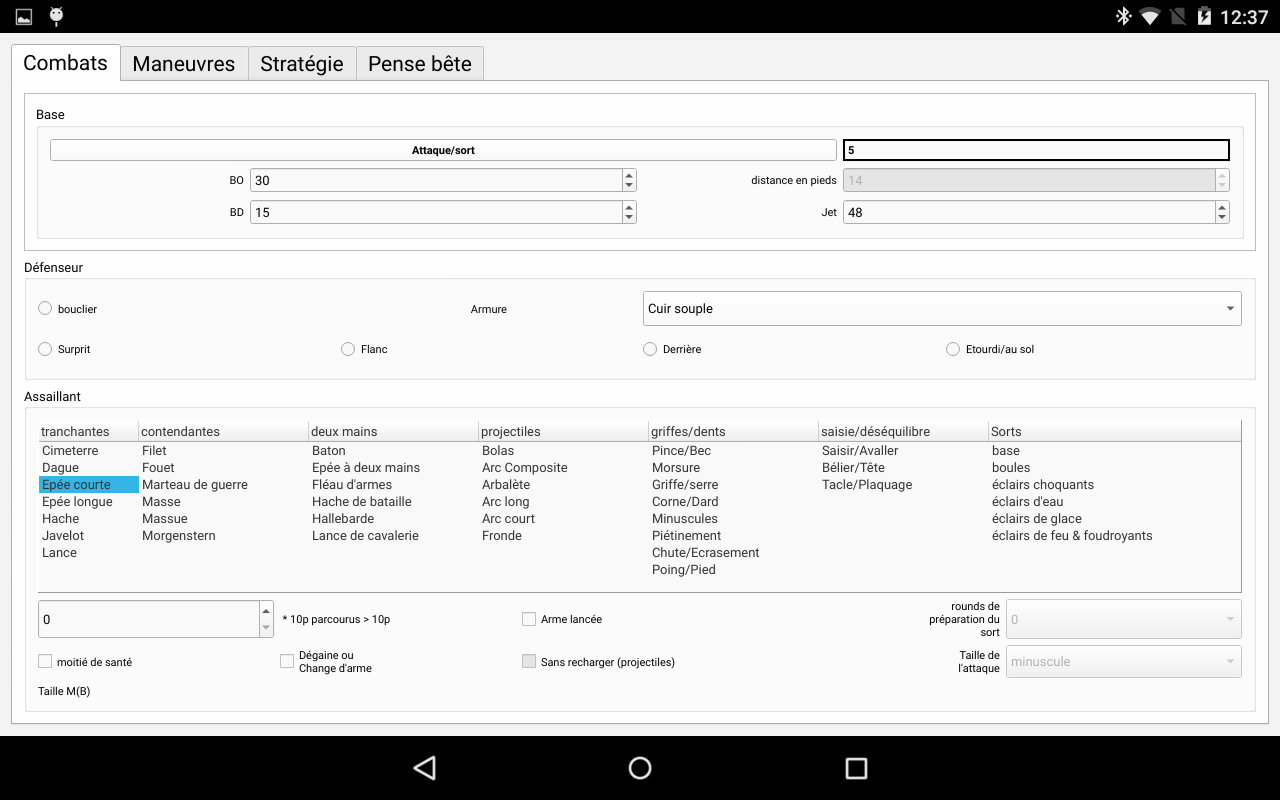 12:37
Combats Maneuvres Stratégie Pense bête
Base
Attaque/sort 5
BO 30 distance en pieds 14
BD 15 Jet 48
Défenseur
bouclier Armure Cuir souple
Surprit Flanc Derrière Etourdi/au sol
Assaillant
tranchantes contendantes deux mains projectiles griffes/dents saisie/déséquilibre Sorts
Cimeterre Filet Baton Bolas Pince/Bec Saisir/Avaller base
Dague Fouet Epée à deux mains Arc Composite Morsure Bélier/Tête boules
Epée courte Marteau de guerre Fléau d'armes Arbalète Griffe/serre Tacle/Plaquage éclairs choquants
Epée longue Masse Hache de bataille Arc long Corne/Dard éclairs d'eau
Hache Massue Hallebarde Arc court Minuscules éclairs de glace
Javelot Morgenstern Lance de cavalerie Fronde Piétinement éclairs de feu & foudroyants
Lance Chute/Ecrasement
Poing/Pied
0 * 10p parcourus > 10p Arme lancée
rounds de
préparation du
sort
0
moitié de santé
Dégaine ou
Change d'arme
Sans recharger (projectiles)
Taille de
l'attaque
minuscule
Taille M(B)